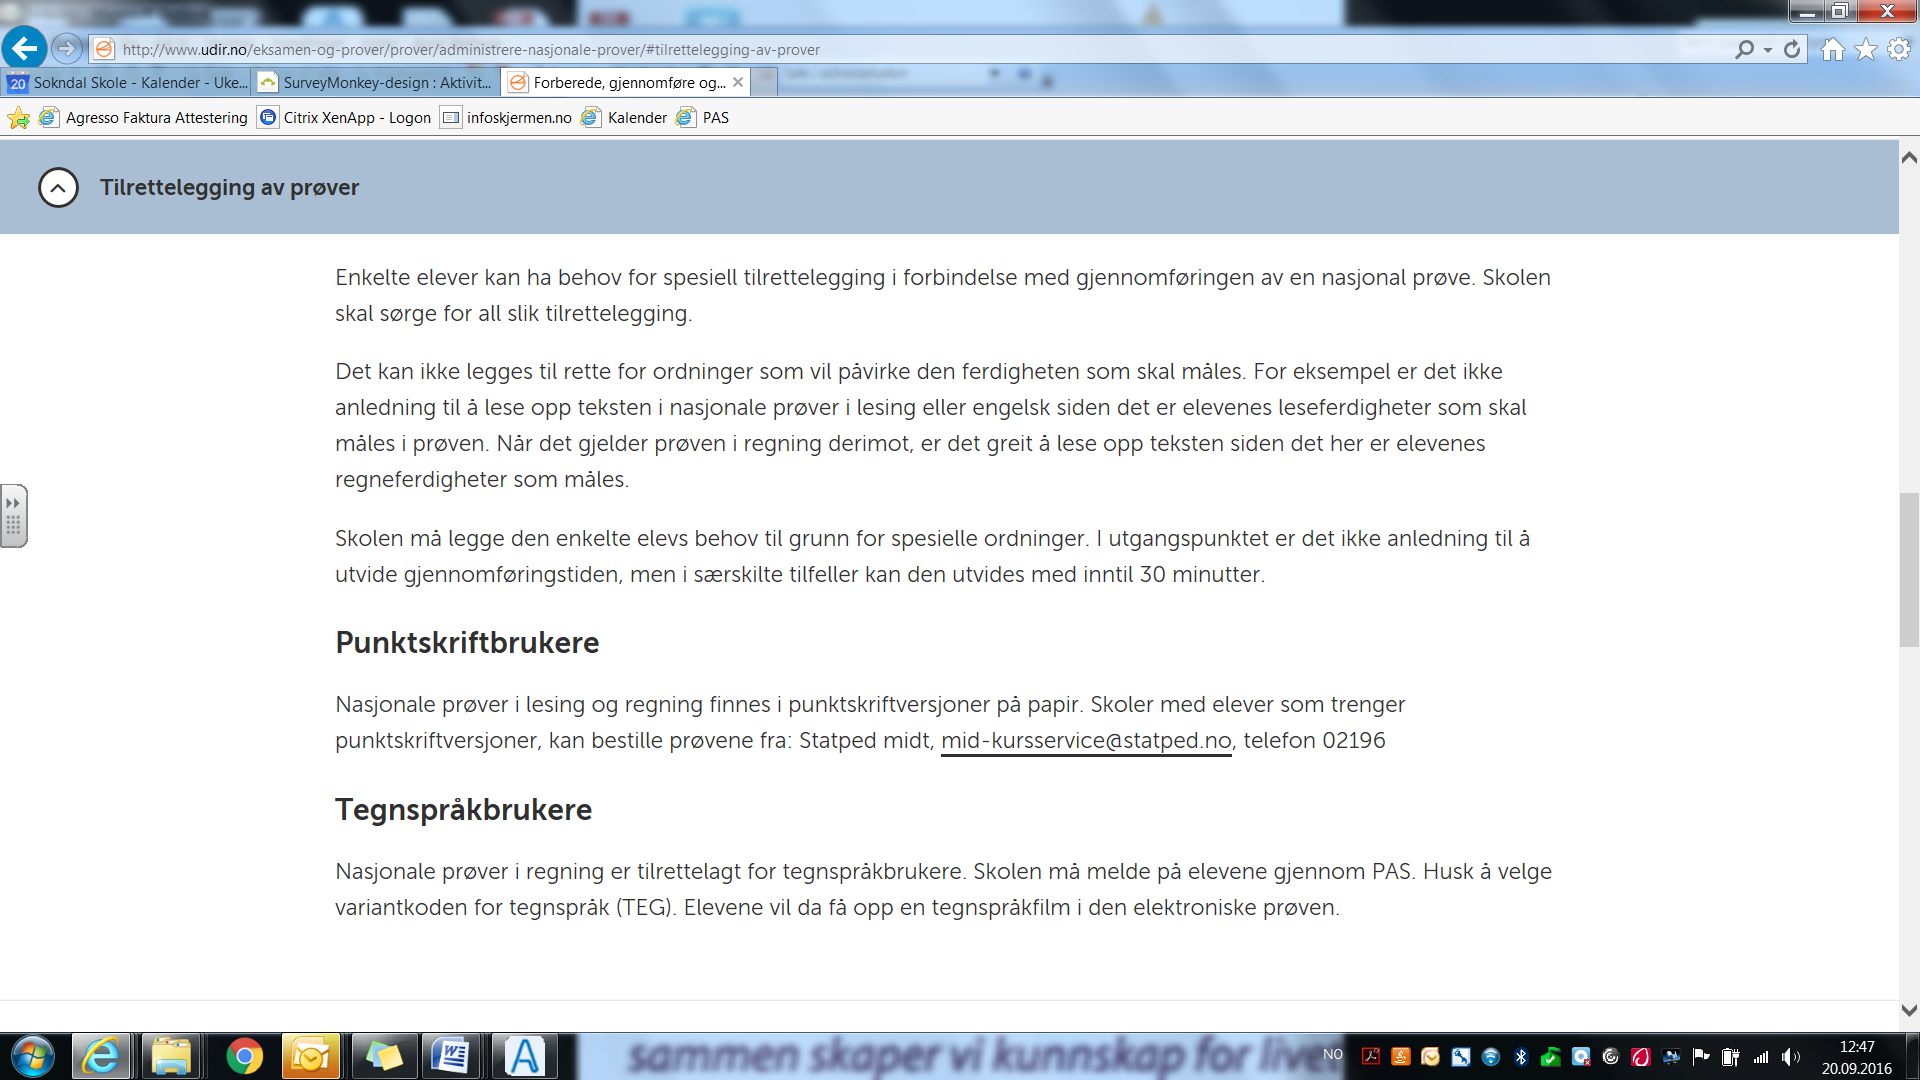 http://www.udir.no/eksamen-og-prover/prover/administrere-nasjonale-prover/#tilrettelegging-av-prover
20 Sokndal Skole - Kalender - Uke...
SurveyMonkey-design : Aktivit...
Forberede, gjennomføre og...
Agresso Faktura Attestering
Citrix XenApp - Logon
infoskjermen.no
Kalender
PAS
Tilrettelegging av prøver
Enkelte elever kan ha behov for spesiell tilrettelegging i forbindelse med gjennomføringen av en nasjonal prøve. Skolen
skal sørge for all slik tilrettelegging.
Det kan ikke legges til rette for ordninger som vil påvirke den ferdigheten som skal måles. For eksempel er det ikke
anledning til å lese opp teksten i nasjonale prøver i lesing eller engelsk siden det er elevenes leseferdigheter som skal
måles i prøven. Når det gjelder prøven i regning derimot, er det greit å lese opp teksten siden det her er elevenes
regneferdigheter som måles.
Skolen må legge den enkelte elevs behov til grunn for spesielle ordninger. I utgangspunktet er det ikke anledning til å
utvide gjennomføringstiden, men i særskilte tilfeller kan den utvides med inntil 30 minutter.
Punktskriftbrukere
Nasjonale prøver i lesing og regning finnes i punktskriftversjoner på papir. Skoler med elever som trenger
punktskriftversjoner, kan bestille prøvene fra: Statped midt, mid-kursservice@statped.no, telefon 02196
Tegnspråkbrukere
Nasjonale prøver i regning er tilrettelagt for tegnspråkbrukere. Skolen må melde på elevene gjennom PAS. Husk å velge
variantkoden for tegnspråk (TEG). Elevene vil da få opp en tegnspråkfilm i den elektroniske prøven.
sammen skaper vi kunnskap for livet
NO
12:47
20.09.2016